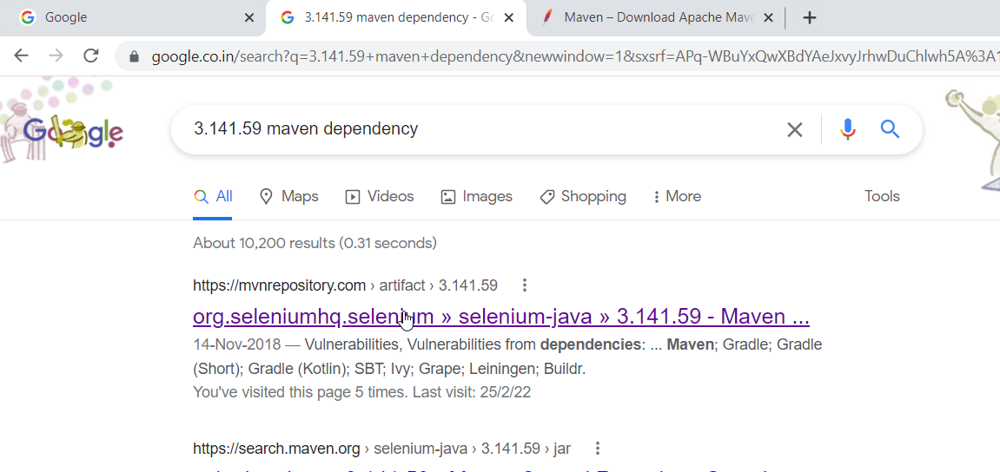 Google
3.141.59 maven dependency - Go
Maven – Download Apache Mave
google.co.in/search?q=3.141.59+maven+dependency&newwindow=1&sxsrf=APq-WBuYxQwXBdYAeJxvyJrhwDuChlwh5A%3A1
Google
3.141.59 maven dependency
All
Maps
Videos
Images
Shopping
More
Tools
About 10,200 results (0.31 seconds)
https://mvnrepository.com › artifact › 3.141.59
org.seleniumhq.selenium » selenium-java » 3.141.59 - Maven ...
14-Nov-2018 — Vulnerabilities, Vulnerabilities from dependencies: ... Maven; Gradle; Gradle
(Short); Gradle (Kotlin); SBT; Ivy; Grape; Leiningen; Buildr.
You've visited this page 5 times. Last visit: 25/2/22
https://search.maven.org › selenium-java › 3.141.59 › jar